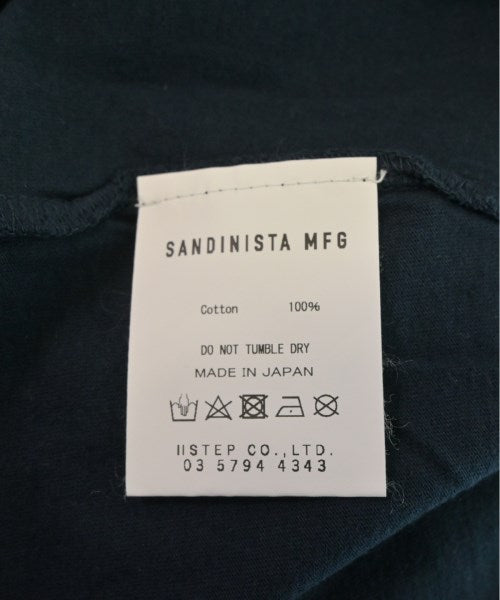 SANDINISTA MFG
Cotton 100%
DO NOT TUMBLE DRY
MADE IN JAPAN
IISTEP CO.,LTD.
03 5794 4343